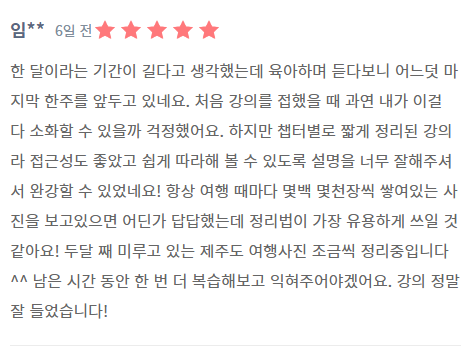 임** 6일 전 ★★★★★
한 달이라는 기간이 길다고 생각했는데 육아하며 듣다보니 어느덧 마
지막 한주를 앞두고 있네요. 처음 강의를 접했을 때 과연 내가 이걸
다 소화할 수 있을까 걱정했어요. 하지만 챕터별로 짧게 정리된 강의
라 접근성도 좋았고 쉽게 따라해 볼 수 있도록 설명을 너무 잘해주셔
서 완강할 수 있었네요! 항상 여행 때마다 몇백 몇천장씩 쌓여있는 사
진을 보고있으면 어딘가 답답했는데 정리법이 가장 유용하게 쓰일 것
같아요! 두달 째 미루고 있는 제주도 여행사진 조금씩 정리중입니다
^^ 남은 시간 동안 한 번 더 복습해보고 익혀주어야겠어요. 강의 정말
잘 들었습니다!